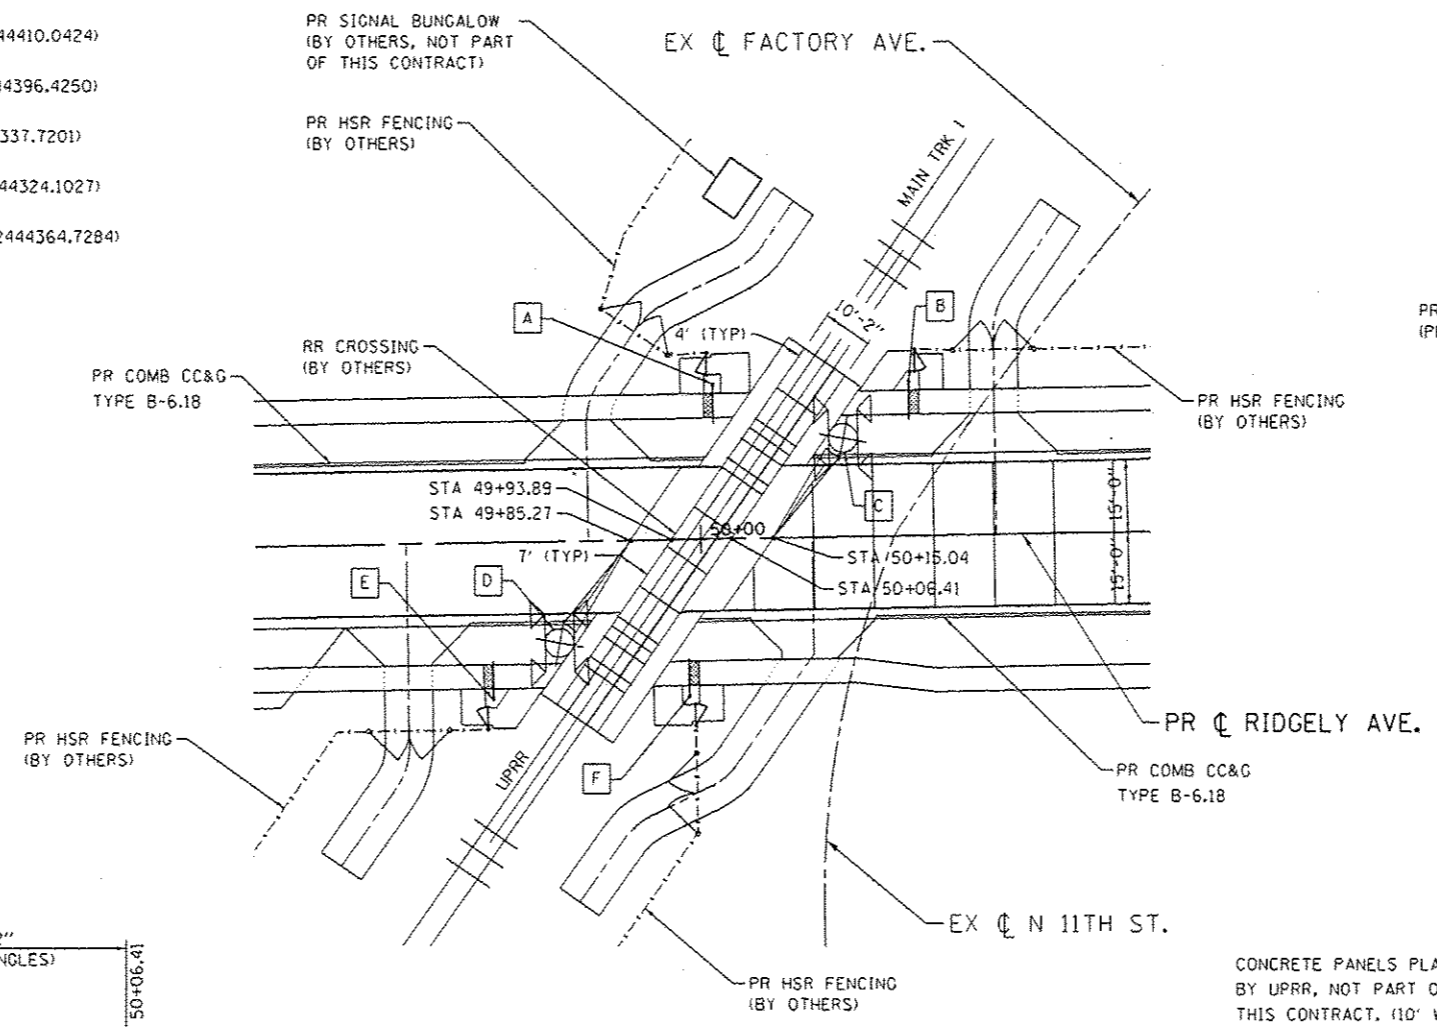 44410.0424)
4396.4250)
337.7201)
44324.1027)
2444364.7284)
PR SIGNAL BUNGALOW
(BY OTHERS, NOT PART
OF THIS CONTRACT)
EX ℄ FACTORY AVE.
PR HSR FENCING
(BY OTHERS)
MAIN TRK 1
A
B
10'-2"
4' (TYP)
RR CROSSING
(BY OTHERS)
PR COMB CC&G
TYPE B-6.18
PR
PR HSR FENCING
(BY OTHERS)
STA 49+93.89
STA 49+85.27
C
50+00
15'-0"
15'-0"
7' (TYP)
STA 50+15.04
STA 50+06.41
E
D
PR HSR FENCING
(BY OTHERS)
UPRR
F
PR ℄ RIDGELY AVE.
PR COMB CC&G
TYPE B-6.18
EX ℄ N 11TH ST.
2"
NGLES)
50+06.41
PR HSR FENCING
(BY OTHERS)
CONCRETE PANELS PLA
BY UPRR, NOT PART O
THIS CONTRACT. (10' W